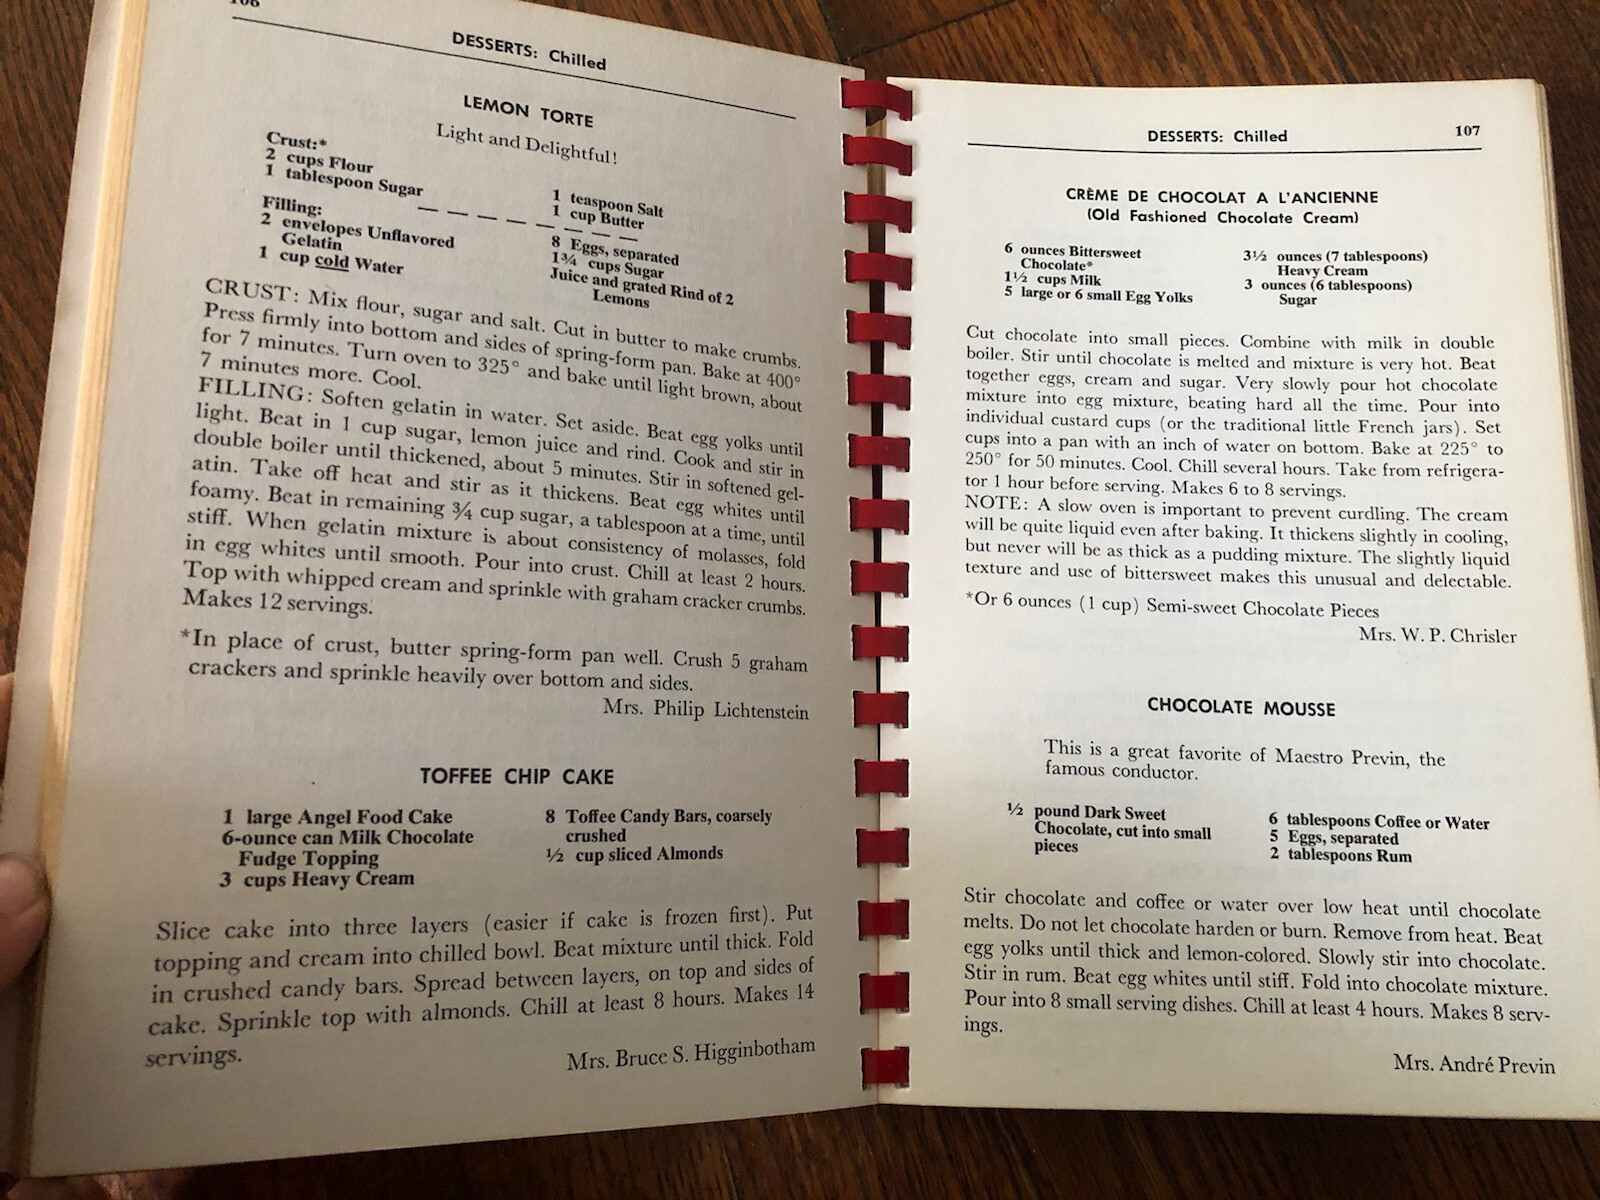 106
DESSERTS: Chilled
LEMON TORTE
Light and Delightful!
Crust:*
2 cups Flour
1 tablespoon Sugar
1 teaspoon Salt
1 cup Butter
Filling:
2 envelopes Unflavored
Gelatin
1 cup cold Water
8 Eggs, separated
1¾ cups Sugar
Juice and grated Rind of 2
Lemons
CRUST: Mix flour, sugar and salt. Cut in butter to make crumbs.
Press firmly into bottom and sides of spring-form pan. Bake at 400°
for 7 minutes. Turn oven to 325° and bake until light brown, about
7 minutes more. Cool.
FILLING: Soften gelatin in water. Set aside. Beat egg yolks until
light. Beat in 1 cup sugar, lemon juice and rind. Cook and stir in
double boiler until thickened, about 5 minutes. Stir in softened gel-
atin. Take off heat and stir as it thickens. Beat egg whites until
foamy. Beat in remaining ¾ cup sugar, a tablespoon at a time, until
stiff. When gelatin mixture is about consistency of molasses, fold
in egg whites until smooth. Pour into crust. Chill at least 2 hours.
Top with whipped cream and sprinkle with graham cracker crumbs.
Makes 12 servings.
*In place of crust, butter spring-form pan well. Crush 5 graham
crackers and sprinkle heavily over bottom and sides.
Mrs. Philip Lichtenstein
TOFFEE CHIP CAKE
1 large Angel Food Cake
6-ounce can Milk Chocolate
Fudge Topping
3 cups Heavy Cream
8 Toffee Candy Bars, coarsely
crushed
½ cup sliced Almonds
Slice cake into three layers (easier if cake is frozen first). Put
topping and cream into chilled bowl. Beat mixture until thick. Fold
in crushed candy bars. Spread between layers, on top and sides of
cake. Sprinkle top with almonds. Chill at least 8 hours. Makes 14
servings.
Mrs. Bruce S. Higginbotham
DESSERTS: Chilled
107
CRÈME DE CHOCOLAT A L'ANCIENNE
(Old Fashioned Chocolate Cream)
6 ounces Bittersweet
Chocolate*
1½ cups Milk
5 large or 6 small Egg Yolks
3½ ounces (7 tablespoons)
Heavy Cream
3 ounces (6 tablespoons)
Sugar
Cut chocolate into small pieces. Combine with milk in double
boiler. Stir until chocolate is melted and mixture is very hot. Beat
together eggs, cream and sugar. Very slowly pour hot chocolate
mixture into egg mixture, beating hard all the time. Pour into
individual custard cups (or the traditional little French jars). Set
cups into a pan with an inch of water on bottom. Bake at 225° to
250° for 50 minutes. Cool. Chill several hours. Take from refrigera-
tor 1 hour before serving. Makes 6 to 8 servings.
NOTE: A slow oven is important to prevent curdling. The cream
will be quite liquid even after baking. It thickens slightly in cooling,
but never will be as thick as a pudding mixture. The slightly liquid
texture and use of bittersweet makes this unusual and delectable.
*Or 6 ounces (1 cup) Semi-sweet Chocolate Pieces
Mrs. W. P. Chrisler
CHOCOLATE MOUSSE
This is a great favorite of Maestro Previn, the
famous conductor.
½ pound Dark Sweet
Chocolate, cut into small
pieces
6 tablespoons Coffee or Water
5 Eggs, separated
2 tablespoons Rum
Stir chocolate and coffee or water over low heat until chocolate
melts. Do not let chocolate harden or burn. Remove from heat. Beat
egg yolks until thick and lemon-colored. Slowly stir into chocolate.
Stir in rum. Beat egg whites until stiff. Fold into chocolate mixture.
Pour into 8 small serving dishes. Chill at least 4 hours. Makes 8 serv-
ings.
Mrs. André Previn